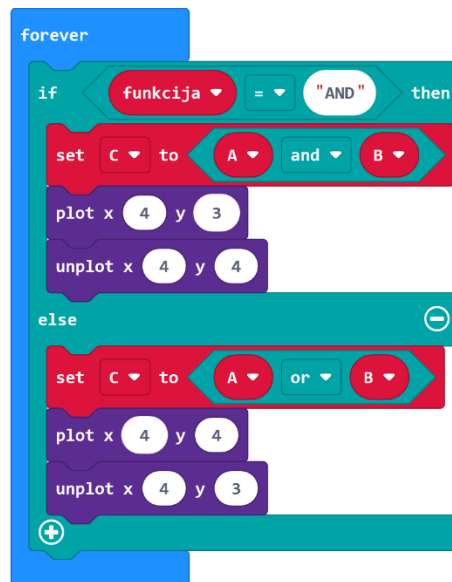 forever
if funkcija = "AND" then
set C to A and B
plot x 4 y 3
unplot x 4 y 4
else
set C to A or B
plot x 4 y 4
unplot x 4 y 3